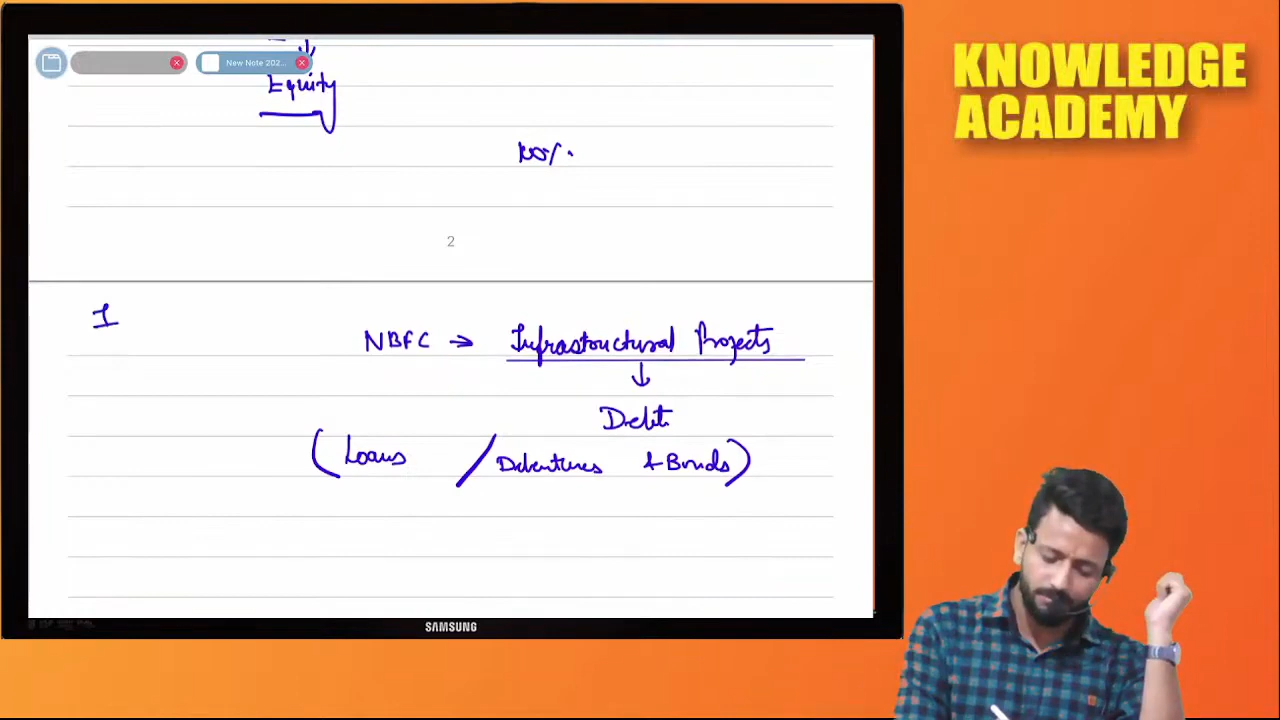 KNOWLEDGE
ACADEMY
New Note 202...
Equity
100%.
2
I
NBFC → Infrastructural Projects
↓
Debt
(Loans / Debentures & Bonds)
SAMSUNG